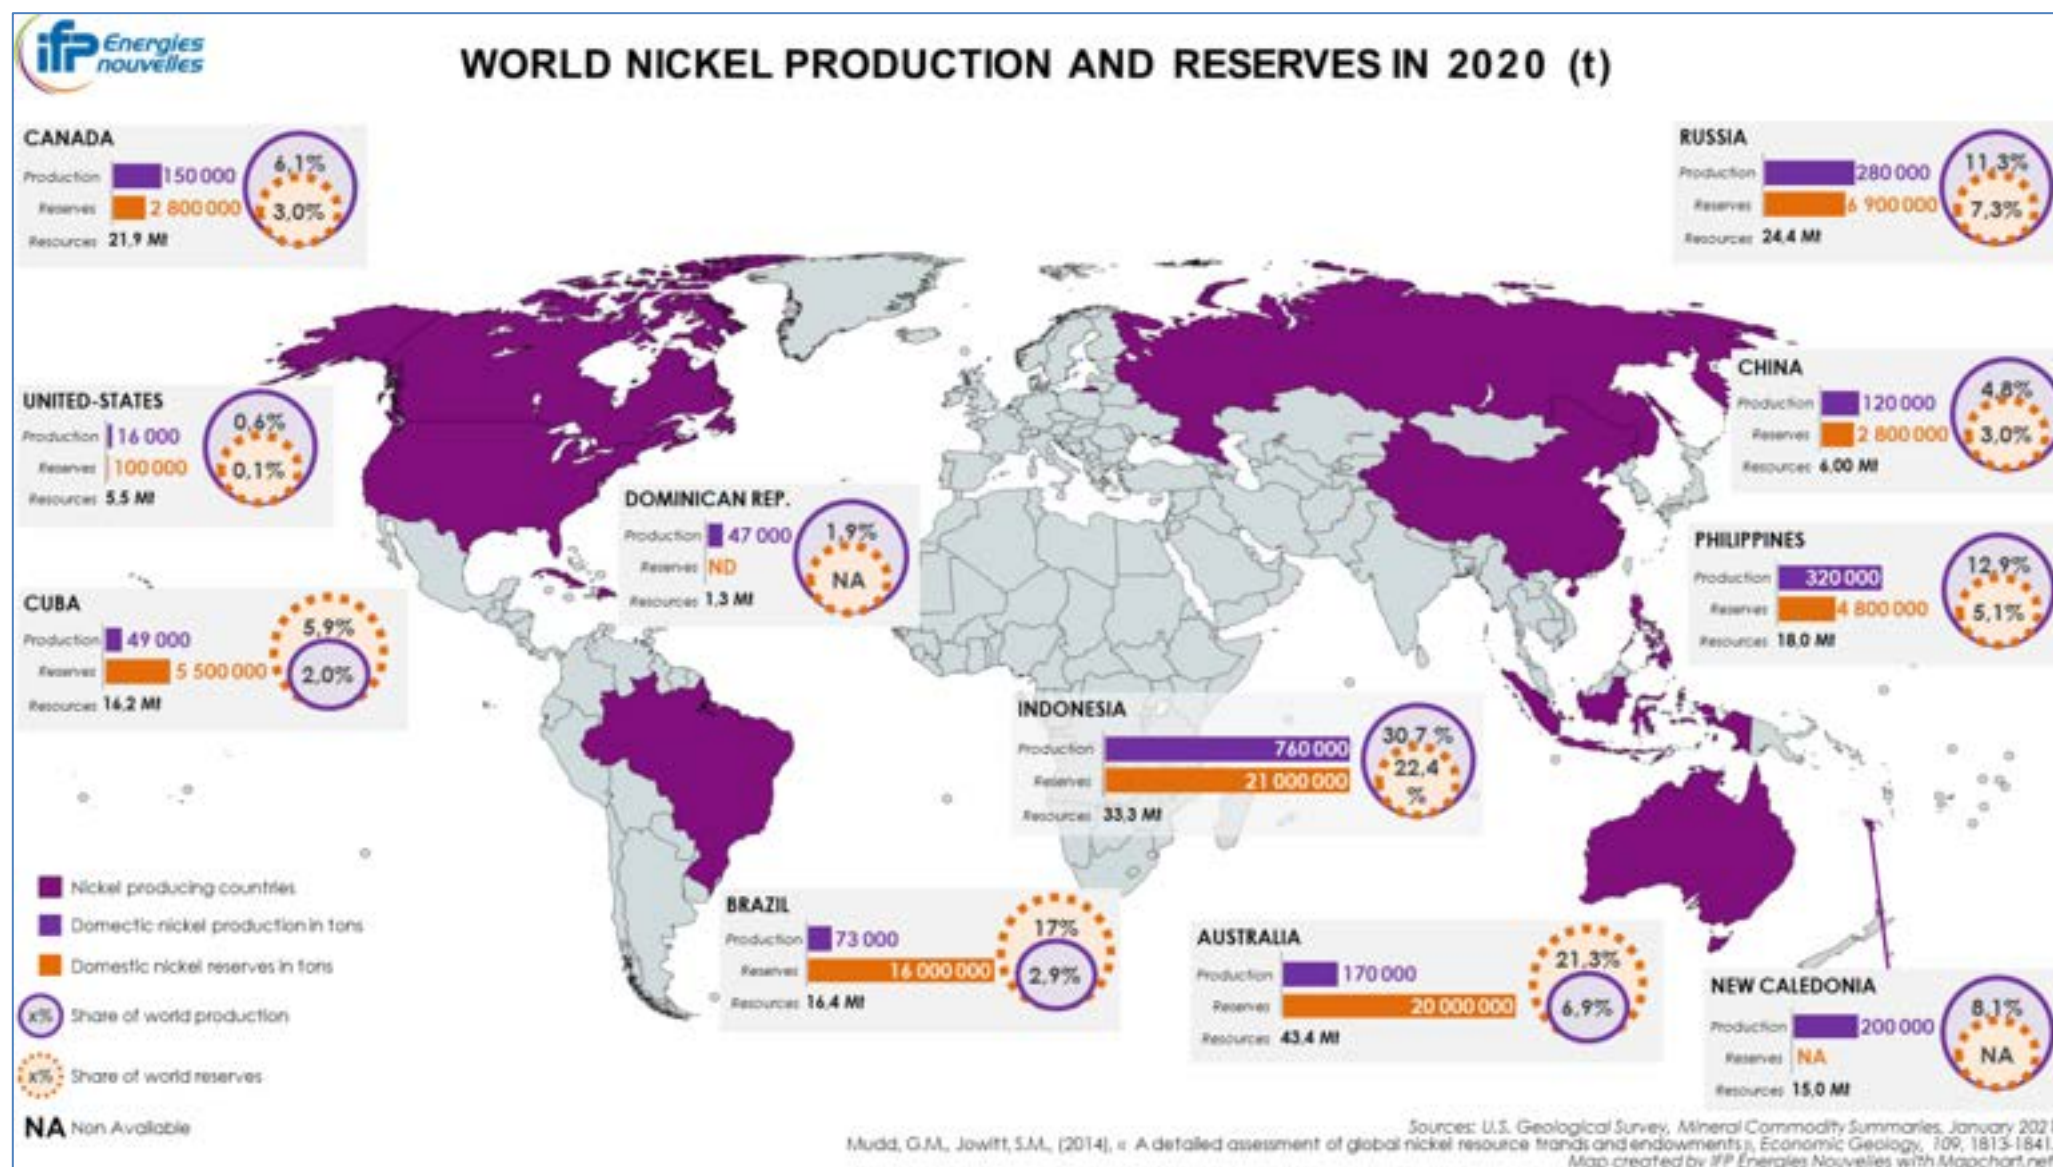 ifp Energies
nouvelles
WORLD NICKEL PRODUCTION AND RESERVES IN 2020 (t)
CANADA
Production 150 000
Reserves 2 800 000
Resources 21,9 Mt
6,1%
3,0%
RUSSIA
Production 280 000
Reserves 6 900 000
Resources 24,4 Mt
11,3%
7,3%
UNITED-STATES
Production 16 000
Reserves 100 000
Resources 5,5 Mt
0,6%
0,1%
CHINA
Production 120 000
Reserves 2 800 000
Resources 6,00 Mt
4,8%
3,0%
DOMINICAN REP.
Production 47 000
Reserves ND
Resources 1,3 Mt
1,9%
NA
PHILIPPINES
Production 320 000
Reserves 4 800 000
Resources 18,0 Mt
12,9%
5,1%
CUBA
Production 49 000
Reserves 5 500 000
Resources 16,2 Mt
5,9%
2,0%
INDONESIA
Production 760 000
Reserves 21 000 000
Resources 33,3 Mt
30,7 %
22,4
%
BRAZIL
Production 73 000
Reserves 16 000 000
Resources 16,4 Mt
17%
2,9%
AUSTRALIA
Production 170 000
Reserves 20 000 000
Resources 43,4 Mt
21,3%
6,9%
NEW CALEDONIA
Production 200 000
Reserves NA
Resources 15,0 Mt
8,1%
NA
Nickel producing countries
Domectic nickel production in tons
Domestic nickel reserves in tons
x% Share of world production
x% Share of world reserves
NA Non Available
Sources: U.S. Geological Survey, Mineral Commodity Summaries, January 2021
Mudd, G.M., Jowitt, S.M., (2014), « A detailed assessment of global nickel resource trends and endowments », Economic Geology, 109, 1813-1841.
Map created by IFP Energies Nouvelles with Mapchart.net